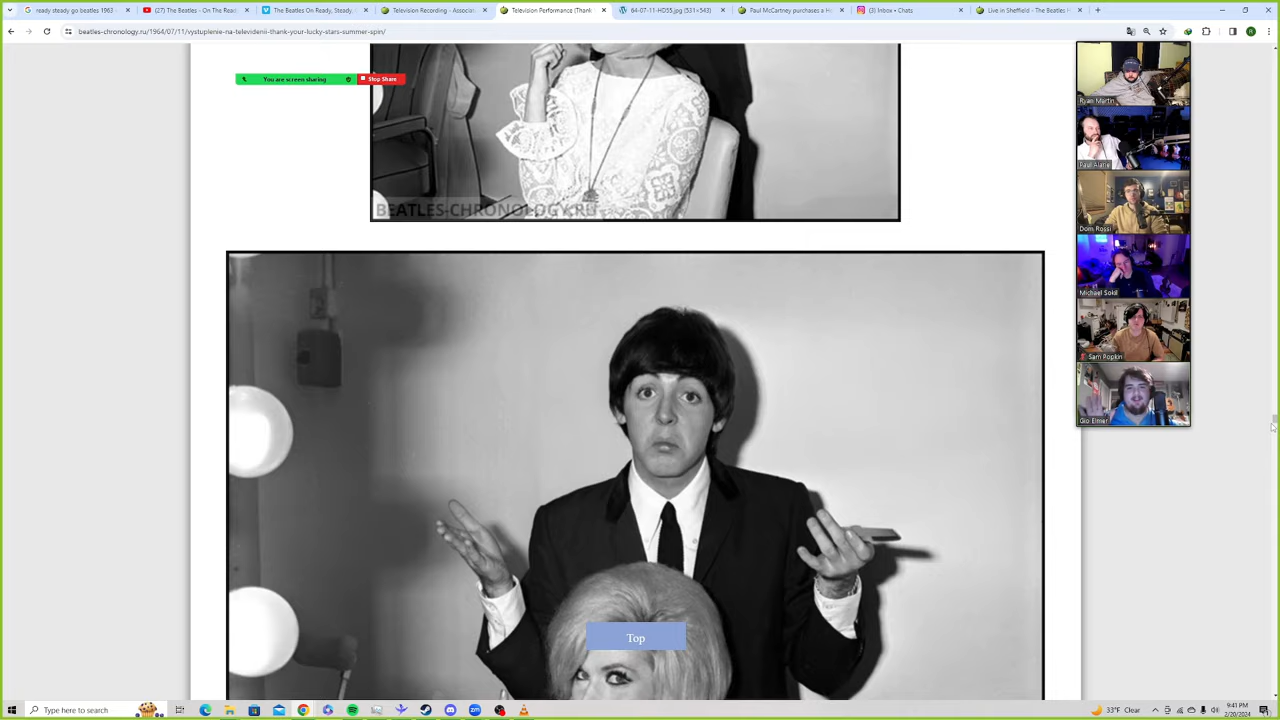 ready steady go beatles 1963 -
(27) The Beatles - On The Read
The Beatles On Ready, Steady,
Television Recording - Associa
Television Performance (Thank
64-07-11-HD55.jpg (531×543)
Paul McCartney purchases a H
(3) Inbox • Chats
Live in Sheffield - The Beatles H
beatles-chronology.ru/1964/07/11/vystuplenie-na-televidenii-thank-your-lucky-stars-summer-spin/
You are screen sharing
Stop Share
Ryan Martin
Paul Alane
Dom Rossi
Michael Sokil
Sam Popkin
Gio Elmer
BEATLES-CHRONOLOGY.RU
Top
Type here to search
33°F Clear
9:41 PM
2/20/2024